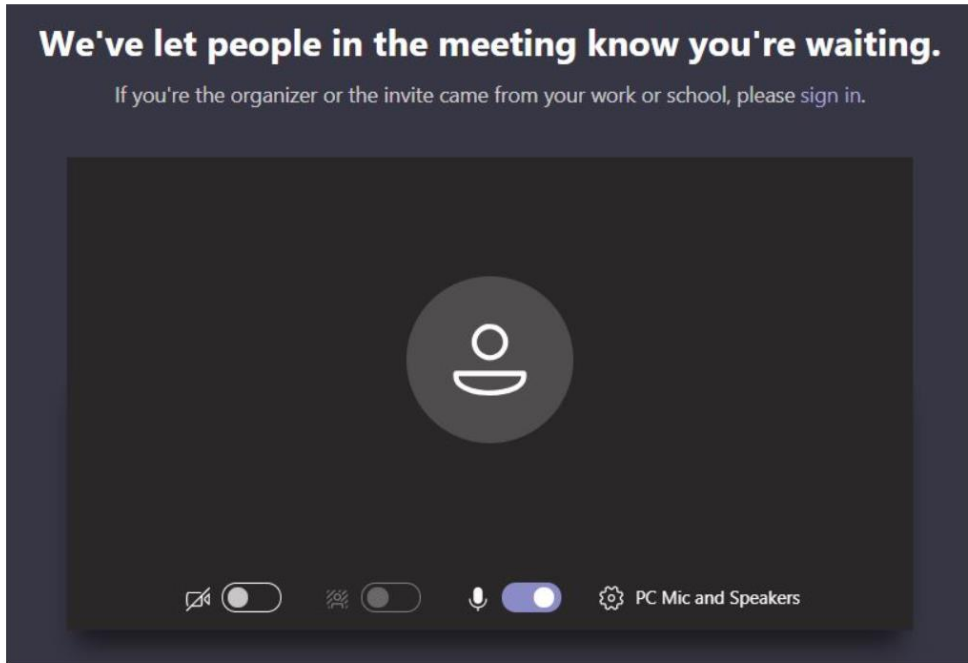 We've let people in the meeting know you're waiting.
If you're the organizer or the invite came from your work or school, please sign in.
PC Mic and Speakers